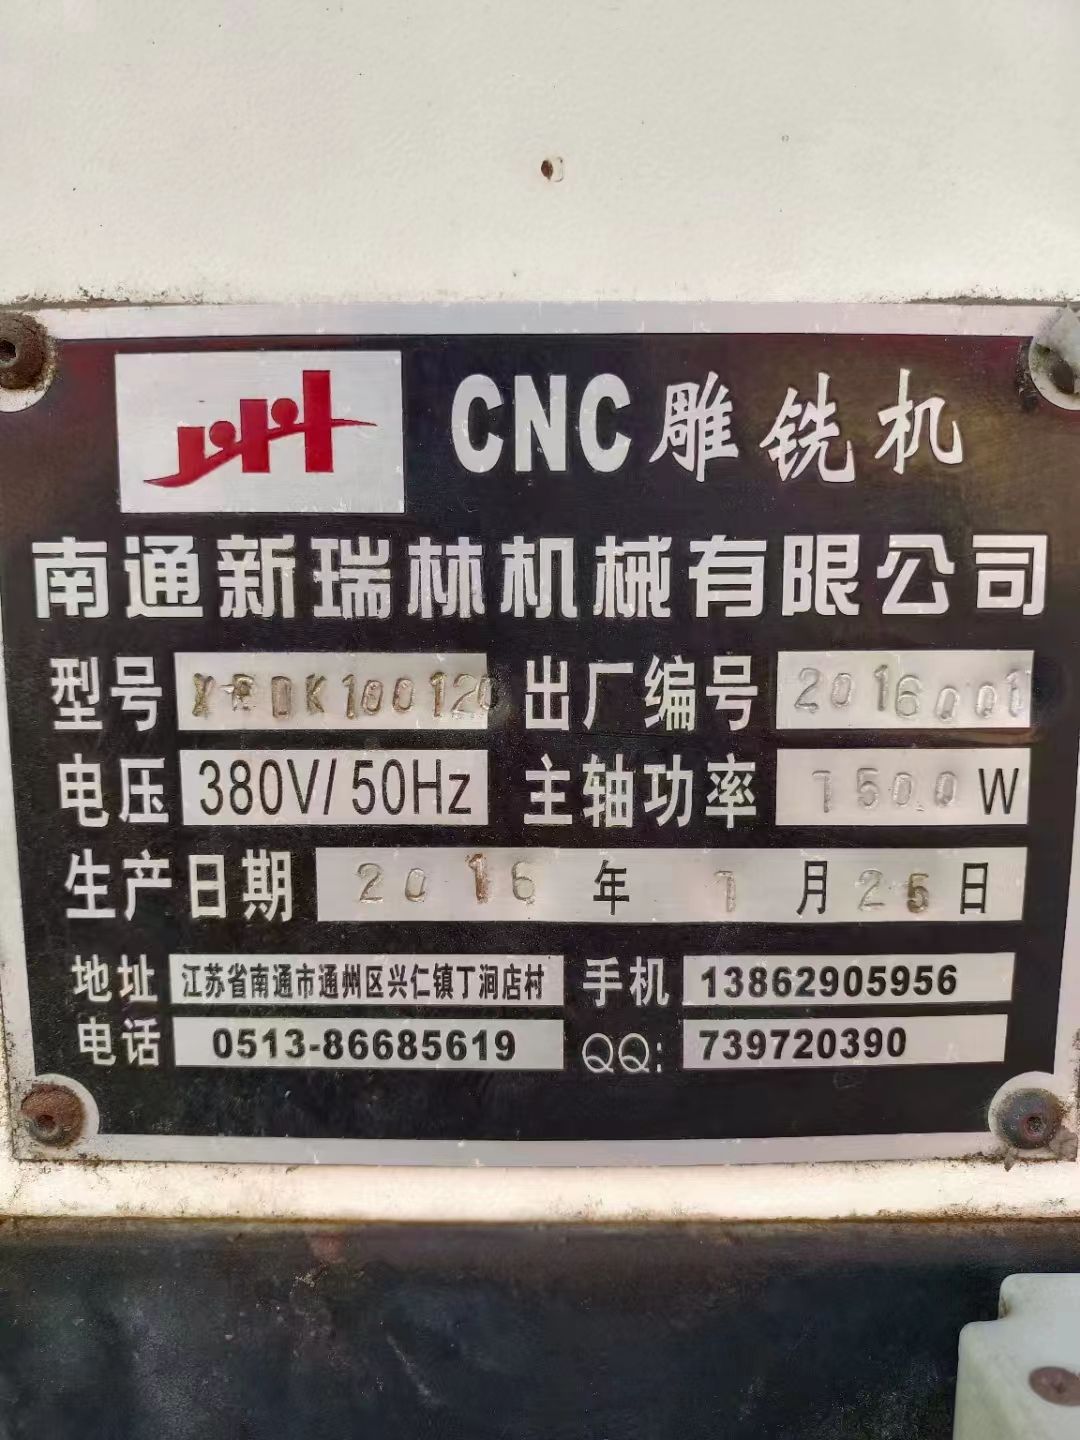 CNC雕铣机
南通新瑞林机械有限公司
型号 DK100120 出厂编号 2016001
电压 380V/50Hz 主轴功率 1500W
生产日期 2016年1月26日
地址 江苏省南通市通州区兴仁镇丁涧店村 手机 13862905956
电话 0513-86685619 QQ: 739720390